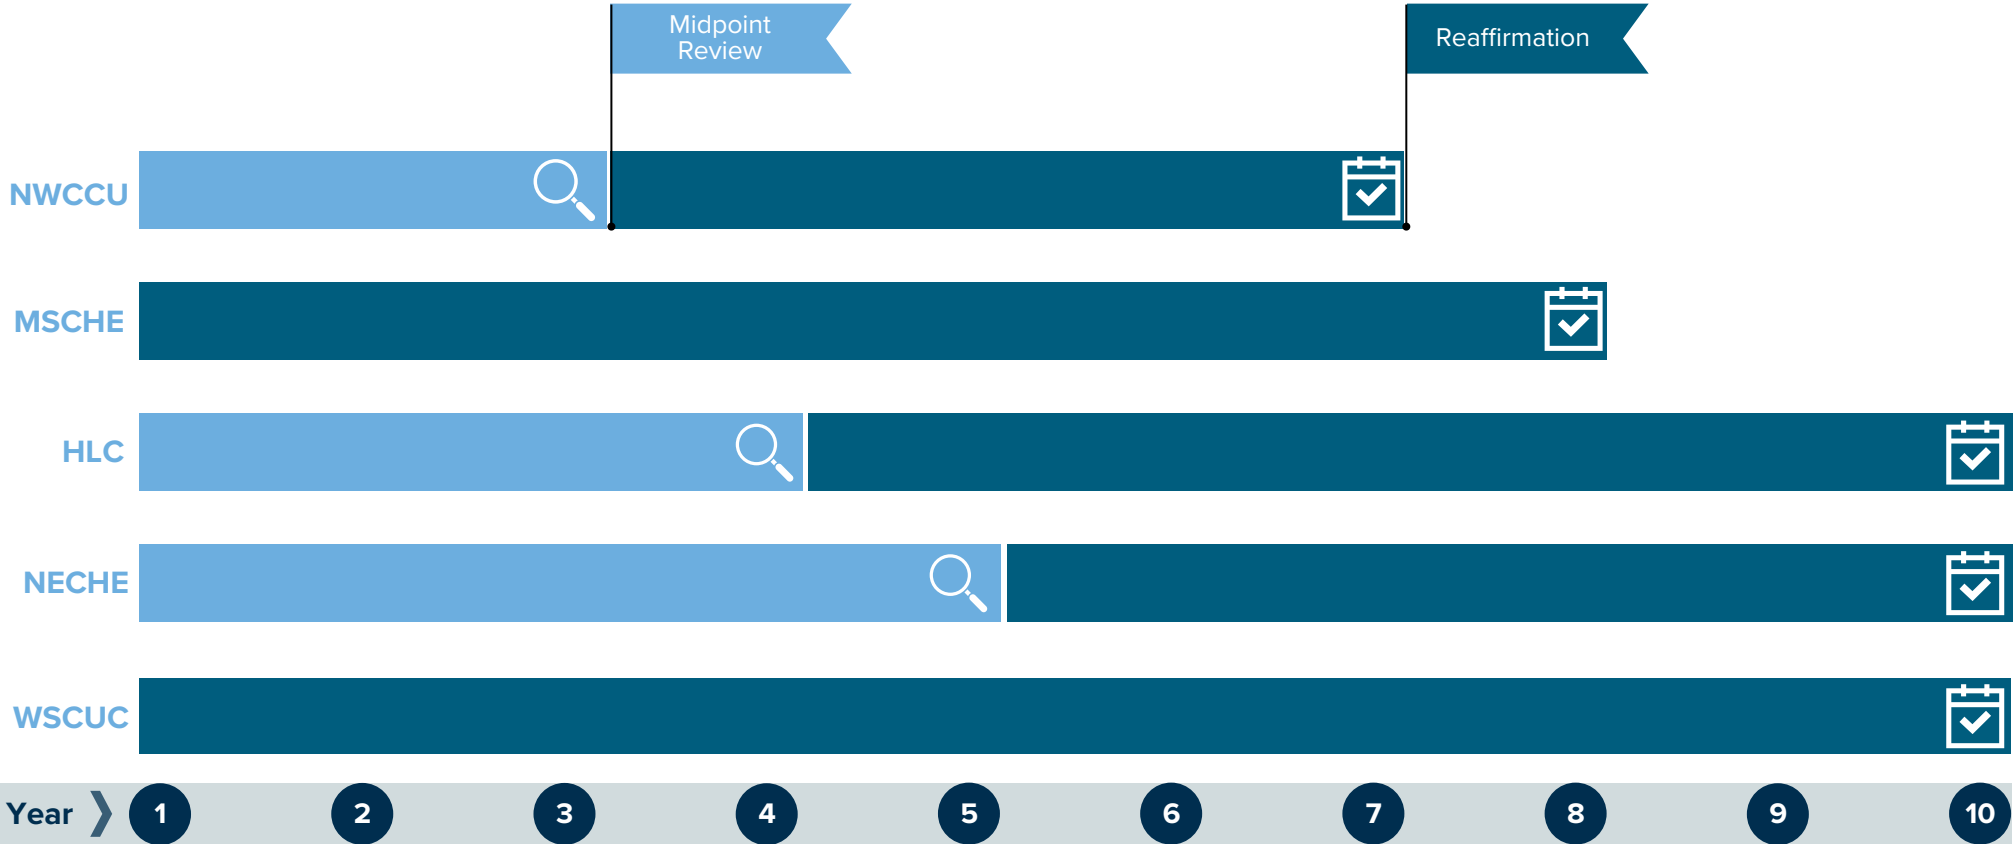 Midpoint
Review
Reaffirmation
NWCCU
MSCHE
HLC
NECHE
WSCUC
Year 1 2 3 4 5 6 7 8 9 10